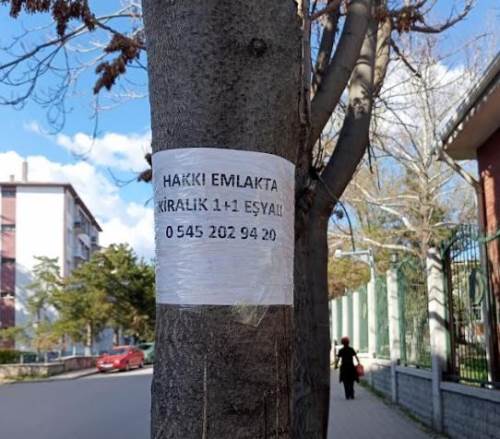 HAKKI EMLAKTA
KİRALIK 1+1 EŞYALI
0 545 202 94 20